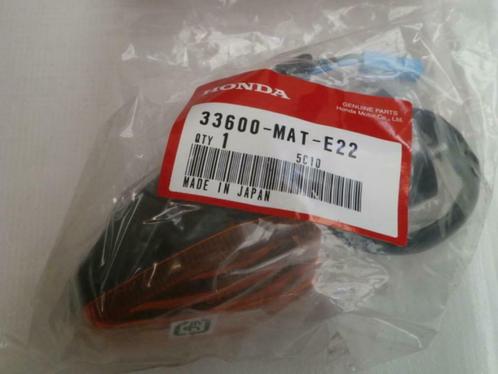 HONDA
GENUINE PARTS
Honda Motor Co., Ltd.
33600-MAT-E22
QTY 1
5C10
MADE IN JAPAN